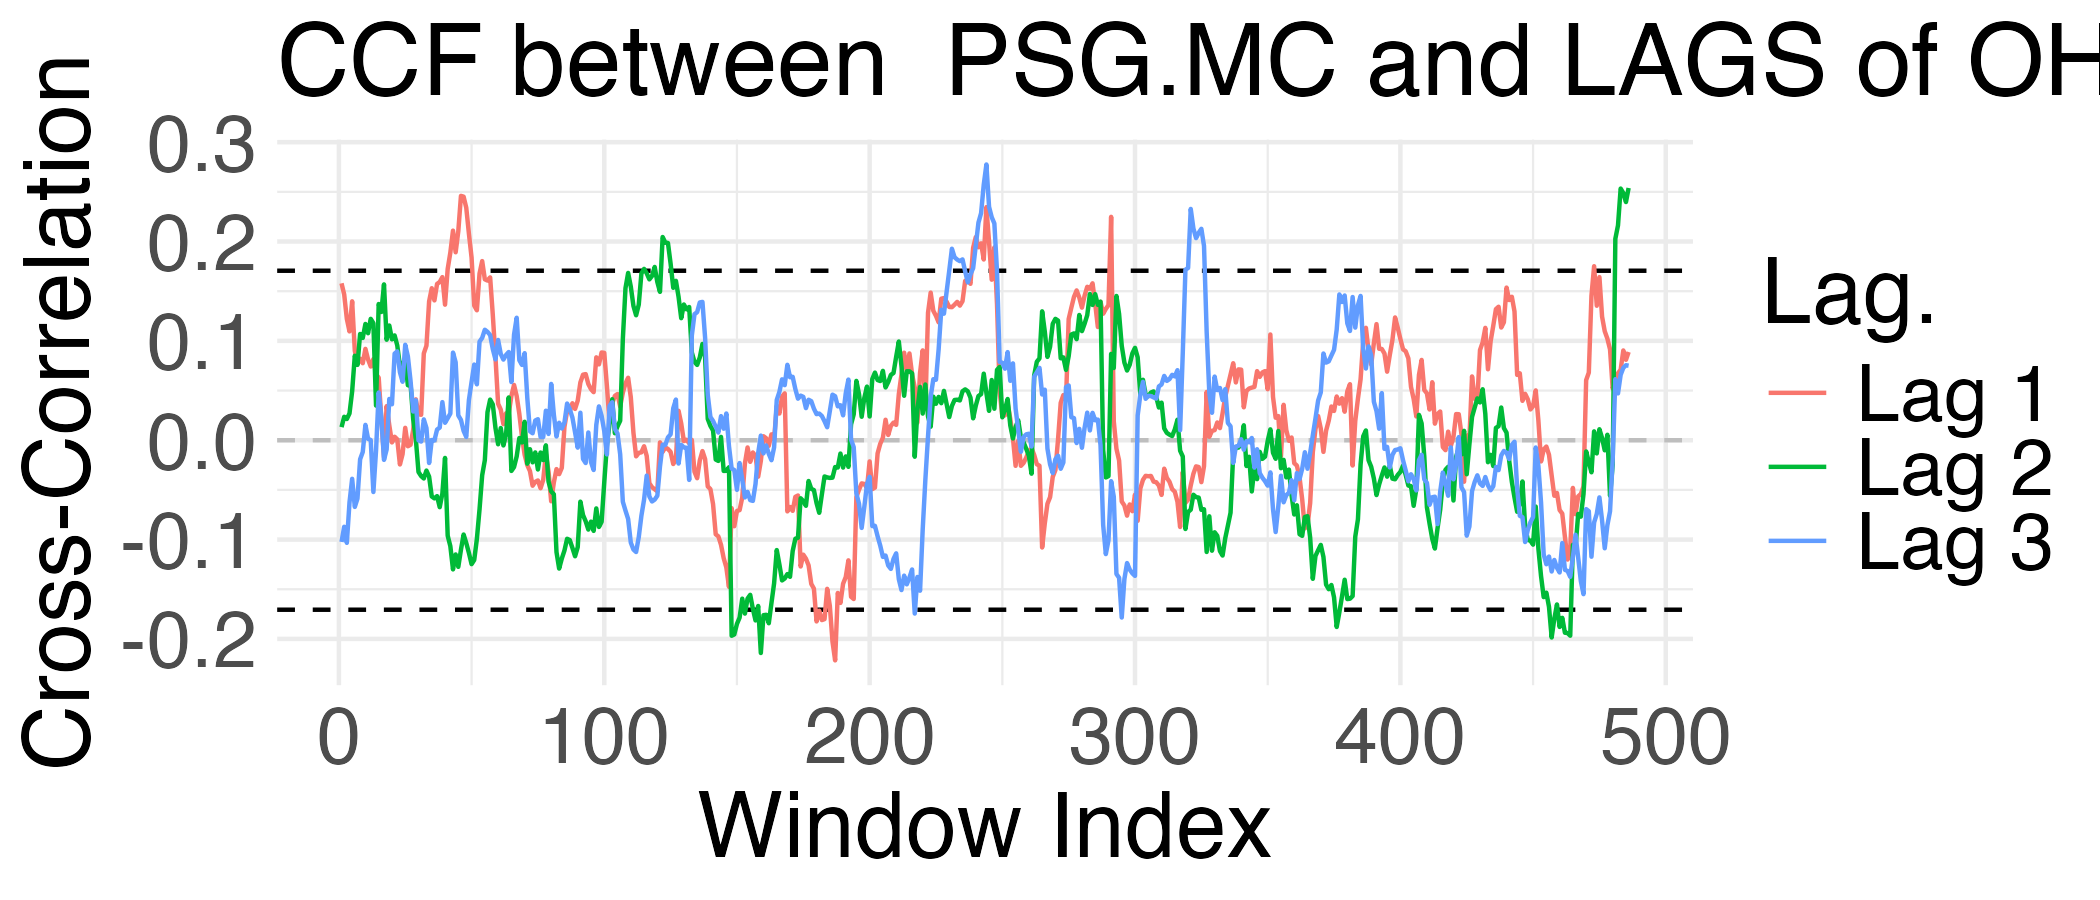 CCF between  PSG.MC and LAGS of OH
Cross-Correlation
0.3
0.2
0.1
0.0
-0.1
-0.2
0 100 200 300 400 500
Window Index
Lag.
Lag 1
Lag 2
Lag 3